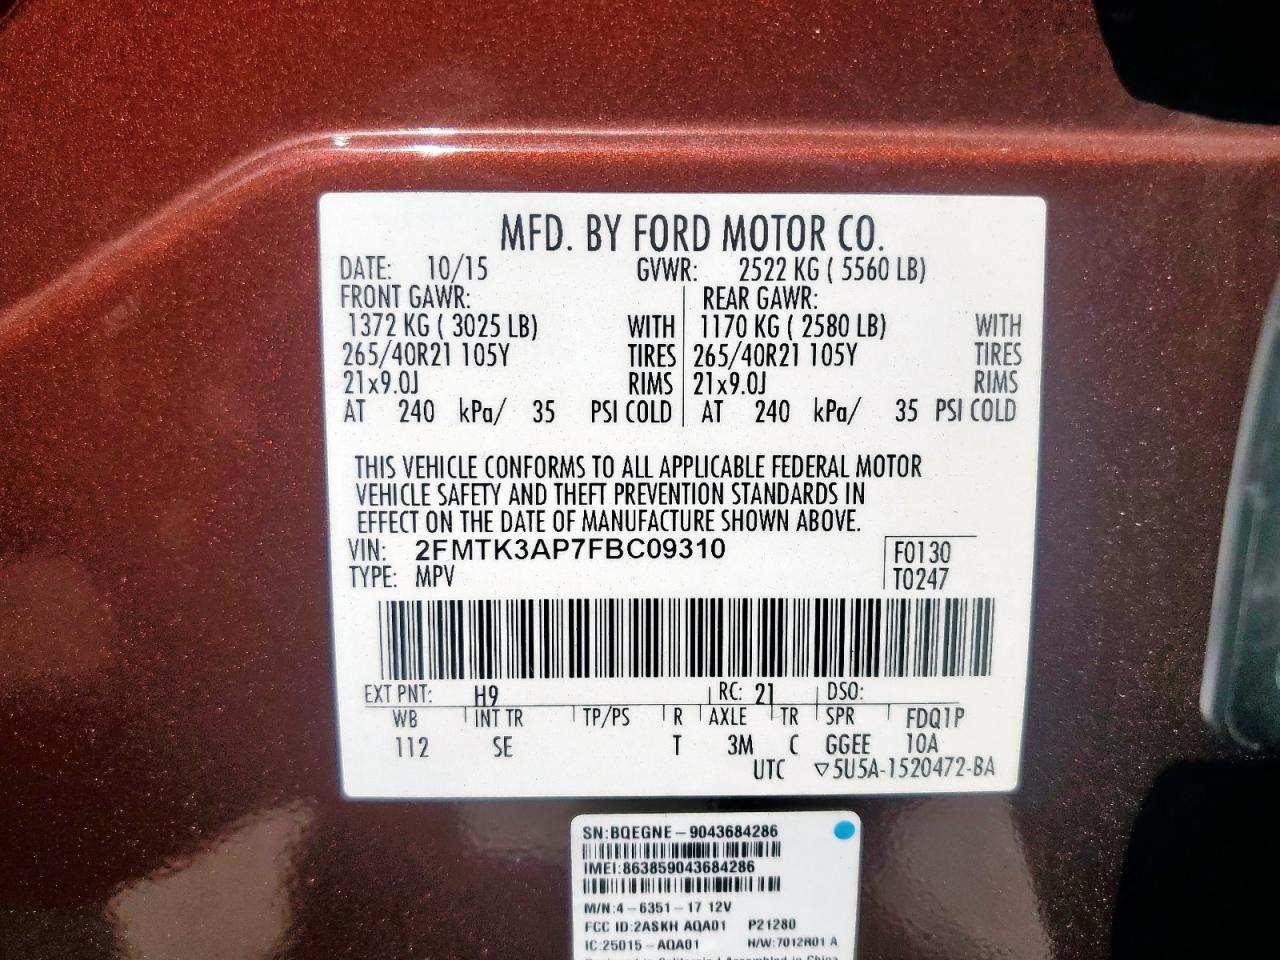 MFD. BY FORD MOTOR CO.
DATE: 10/15 GVWR: 2522 KG ( 5560 LB)
FRONT GAWR: REAR GAWR:
1372 KG ( 3025 LB) WITH 1170 KG ( 2580 LB) WITH
265/40R21 105Y TIRES 265/40R21 105Y TIRES
21x9.0J RIMS 21x9.0J RIMS
AT 240 kPa/ 35 PSI COLD AT 240 kPa/ 35 PSI COLD
THIS VEHICLE CONFORMS TO ALL APPLICABLE FEDERAL MOTOR
VEHICLE SAFETY AND THEFT PREVENTION STANDARDS IN
EFFECT ON THE DATE OF MANUFACTURE SHOWN ABOVE.
VIN: 2FMTK3AP7FBC09310 F0130
TYPE: MPV T0247
EXT PNT: H9 RC: 21 DSO:
WB INT TR TP/PS R AXLE TR SPR FDQ1P
112 SE T 3M C GGEE 10A
UTC ▽5U5A-1520472-BA
SN:BQEGNE-9043684286
IMEI:863859043684286
M/N:4-6351-17 12V
FCC ID:2ASKH AQA01 P21280
IC:25015-AQA01 H/W:7012R01 A